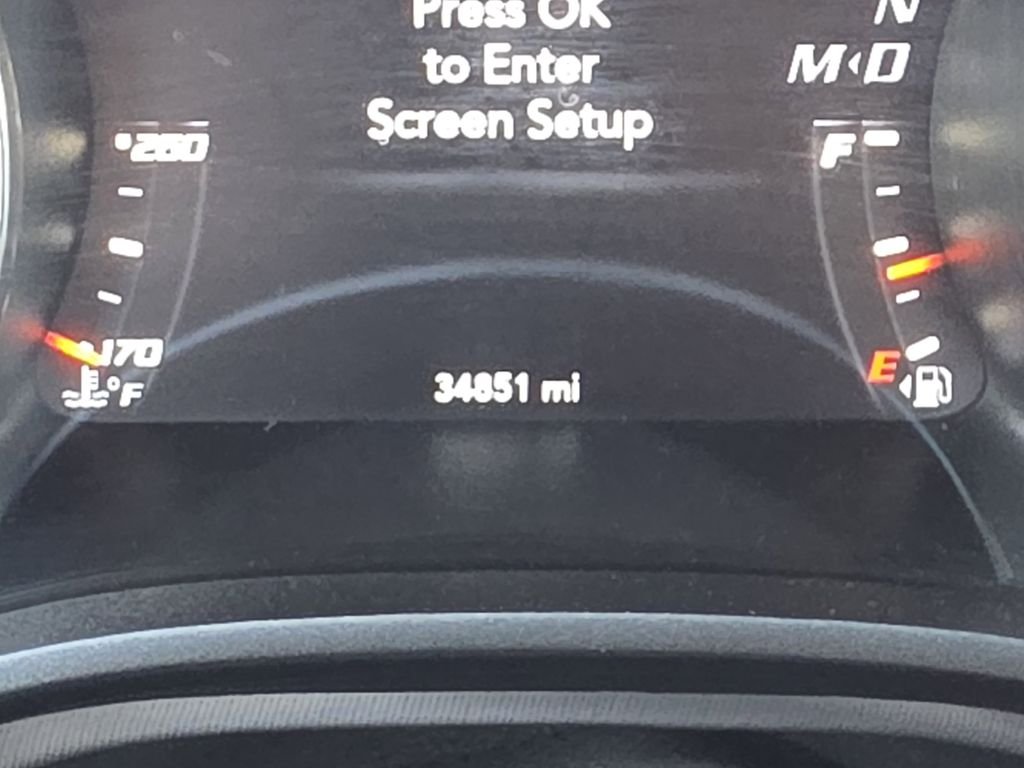 Press OK
to Enter
Screen Setup
N
M D
260
F
170
°F
E
34851 mi